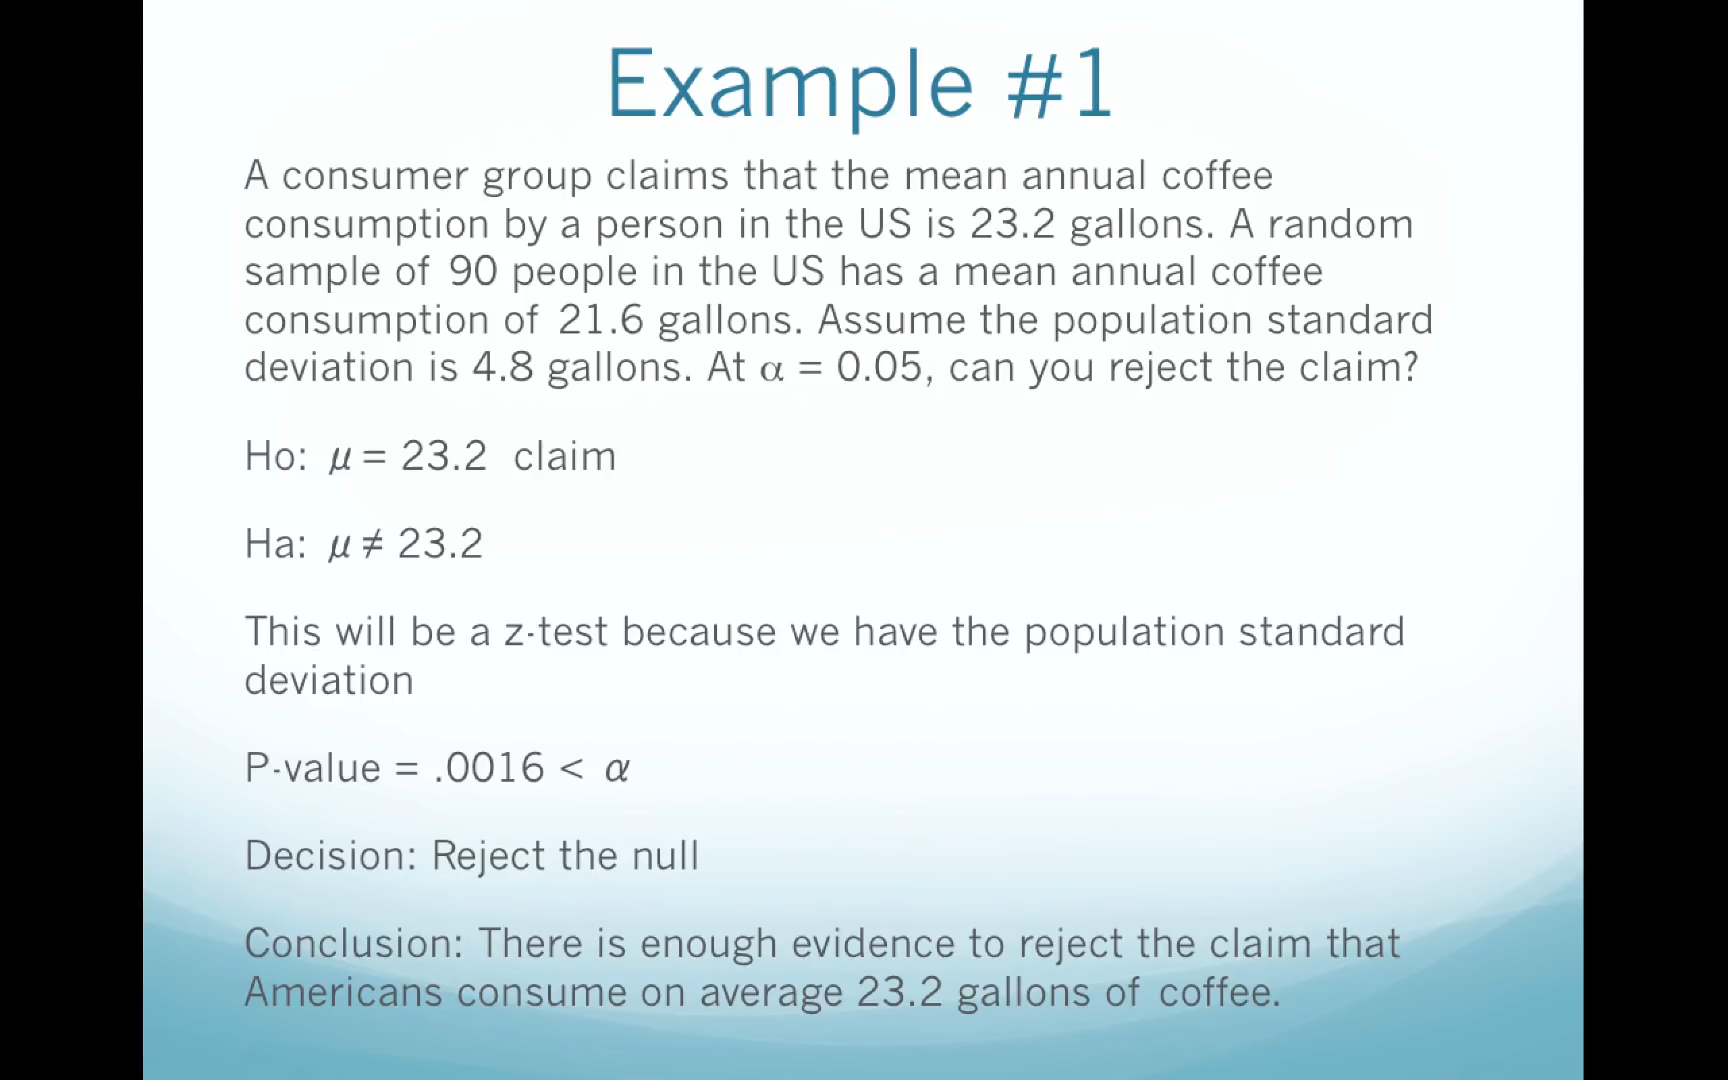 Example #1
A consumer group claims that the mean annual coffee
consumption by a person in the US is 23.2 gallons. A random
sample of 90 people in the US has a mean annual coffee
consumption of 21.6 gallons. Assume the population standard
deviation is 4.8 gallons. At α = 0.05, can you reject the claim?
Ho: μ = 23.2 claim
Ha: μ ≠ 23.2
This will be a z-test because we have the population standard
deviation
P-value = .0016 < α
Decision: Reject the null
Conclusion: There is enough evidence to reject the claim that
Americans consume on average 23.2 gallons of coffee.